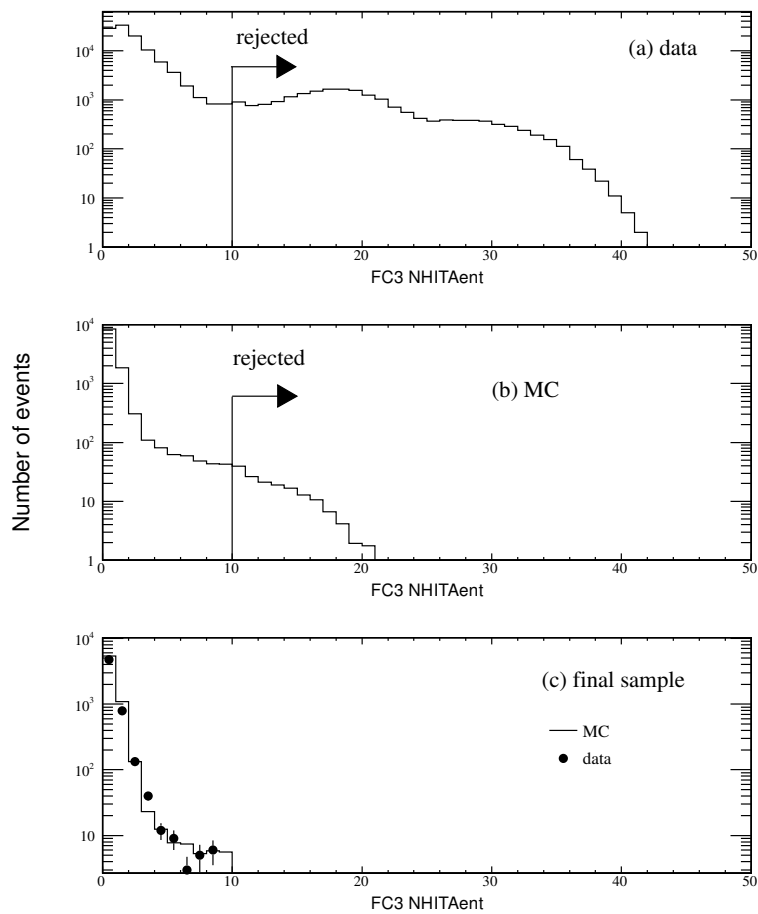 Number of events
10⁴
10³
10²
10
1
rejected
(a) data
0 10 20 30 40 50
FC3 NHITAent
10⁴
10³
10²
10
1
rejected
(b) MC
0 10 20 30 40 50
FC3 NHITAent
10⁴
10³
10²
10
(c) final sample
MC
data
0 10 20 30 40 50
FC3 NHITAent